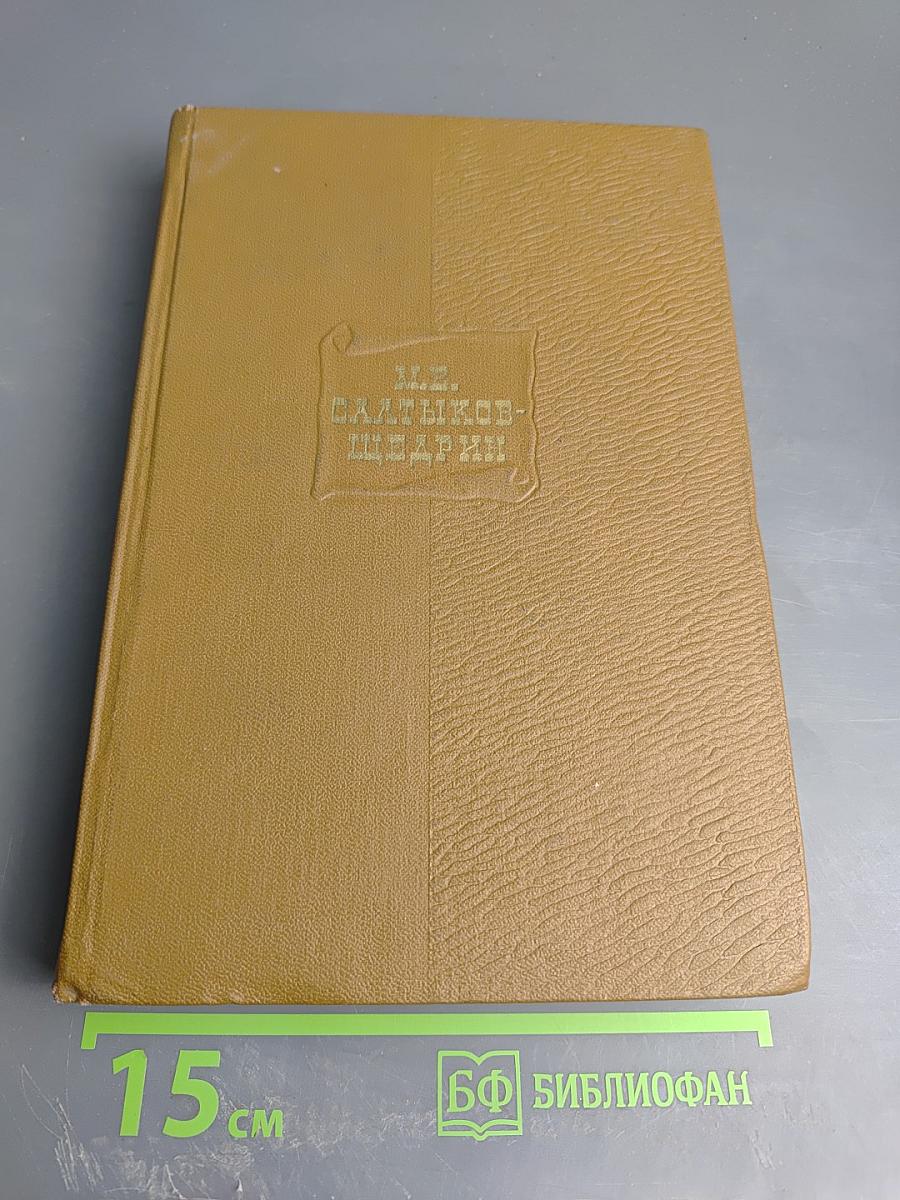 М.Е.
САЛТЫКОВ-
ЩЕДРИН
15 см
БФ БИБЛИОФАН